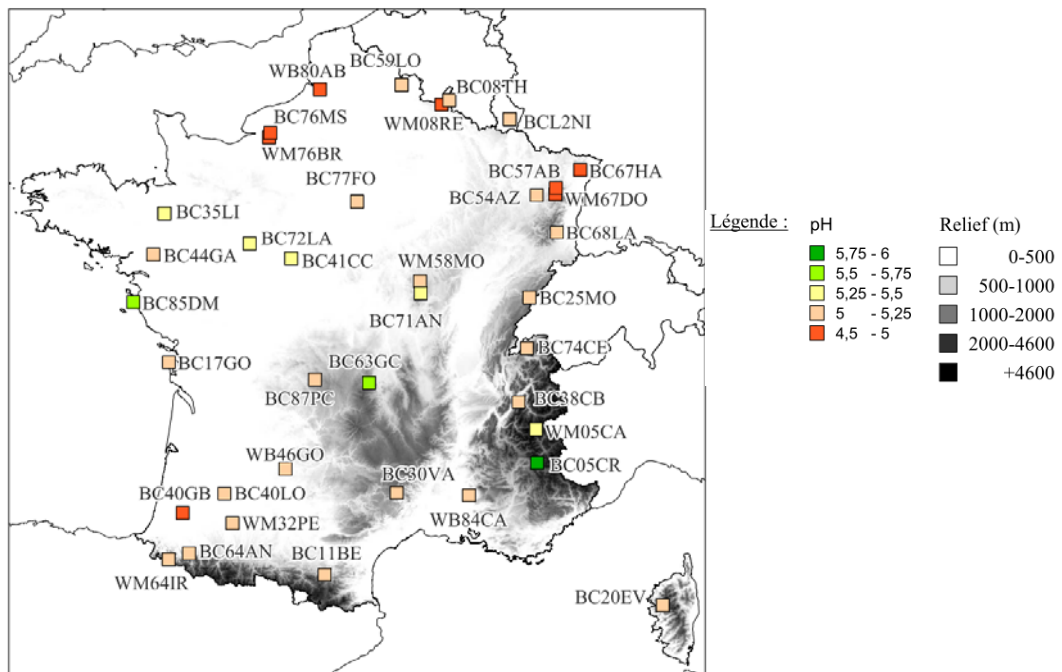 BC59LO
WB80AB
BC08TH
BC76MS
WM08RE
BCL2NI
WM76BR
BC57AB
BC67HA
BC77FO
BC54AZ
WM67DO
BC35LI
BC68LA
BC72LA
BC44GA
BC41CC
WM58MO
BC85DM
BC25MO
BC71AN
BC74CE
BC17GO
BC63GC
BC87PC
BC38CB
WM05CA
WB46GO
BC30VA
BC05CR
BC40GB
BC40LO
WB84CA
WM32PE
BC64AN
BC11BE
WM64IR
BC20EV
Légende :
pH
5,75 - 6
5,5 - 5,75
5,25 - 5,5
5 - 5,25
4,5 - 5
Relief (m)
0-500
500-1000
1000-2000
2000-4600
+4600